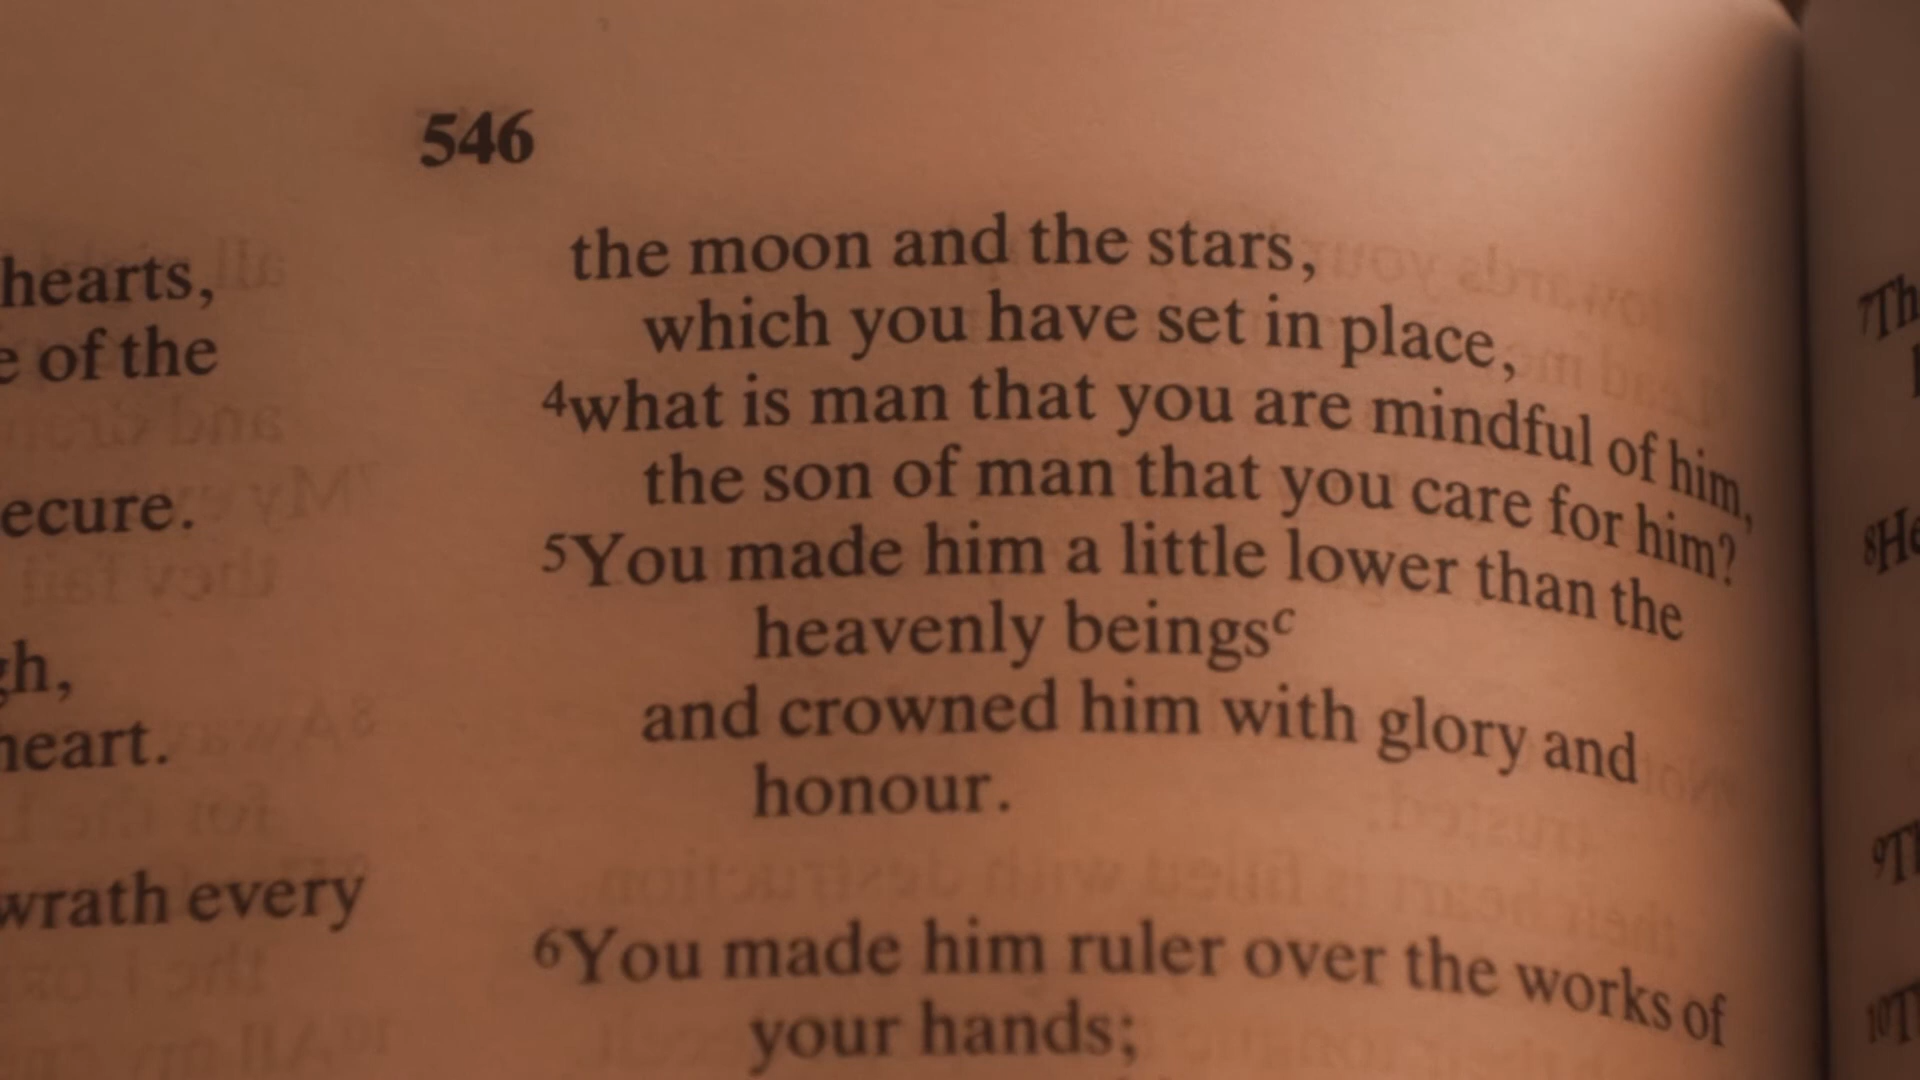 546
hearts,
of the
gh,
heart.
wrath every
the moon and the stars,
which you have set in place,
4what is man that you are mindful of him,
the son of man that you care for him?
5You made him a little lower than the
heavenly beingsc
and crowned him with glory and
honour.
6You made him ruler over the works of
your hands;